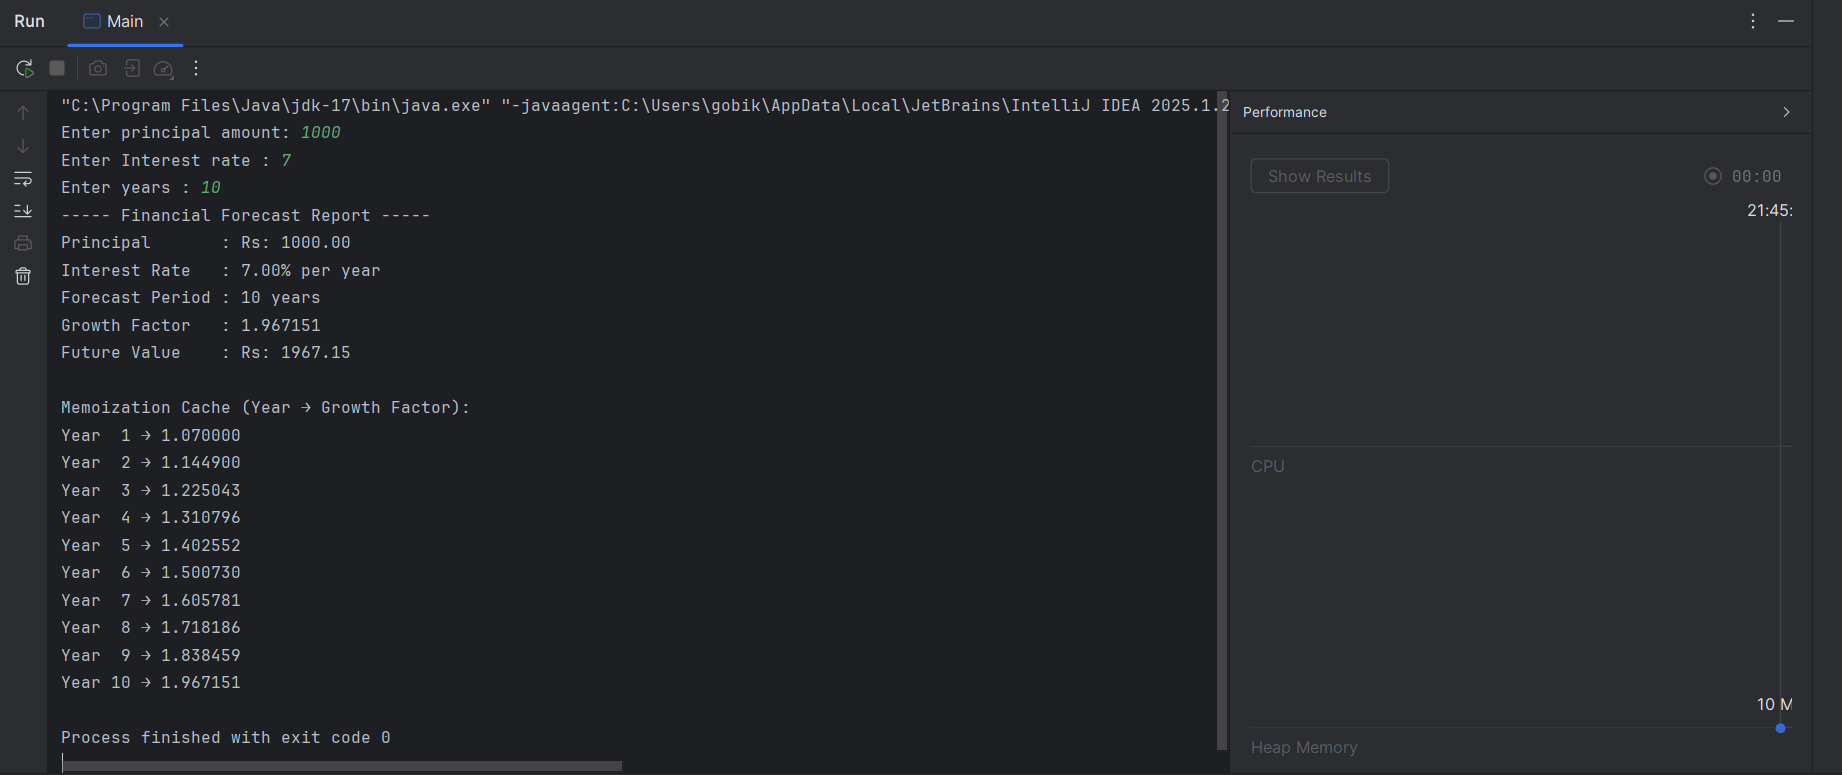 Run Main
"C:\Program Files\Java\jdk-17\bin\java.exe" "-javaagent:C:\Users\gobik\AppData\Local\JetBrains\IntelliJ IDEA 2025.1.2
Enter principal amount: 1000
Enter Interest rate : 7
Enter years : 10
----- Financial Forecast Report -----
Principal       : Rs: 1000.00
Interest Rate   : 7.00% per year
Forecast Period : 10 years
Growth Factor   : 1.967151
Future Value    : Rs: 1967.15
Memoization Cache (Year → Growth Factor):
Year  1 → 1.070000
Year  2 → 1.144900
Year  3 → 1.225043
Year  4 → 1.310796
Year  5 → 1.402552
Year  6 → 1.500730
Year  7 → 1.605781
Year  8 → 1.718186
Year  9 → 1.838459
Year 10 → 1.967151
Process finished with exit code 0
Performance
Show Results 00:00
21:45:
CPU
10 M
Heap Memory